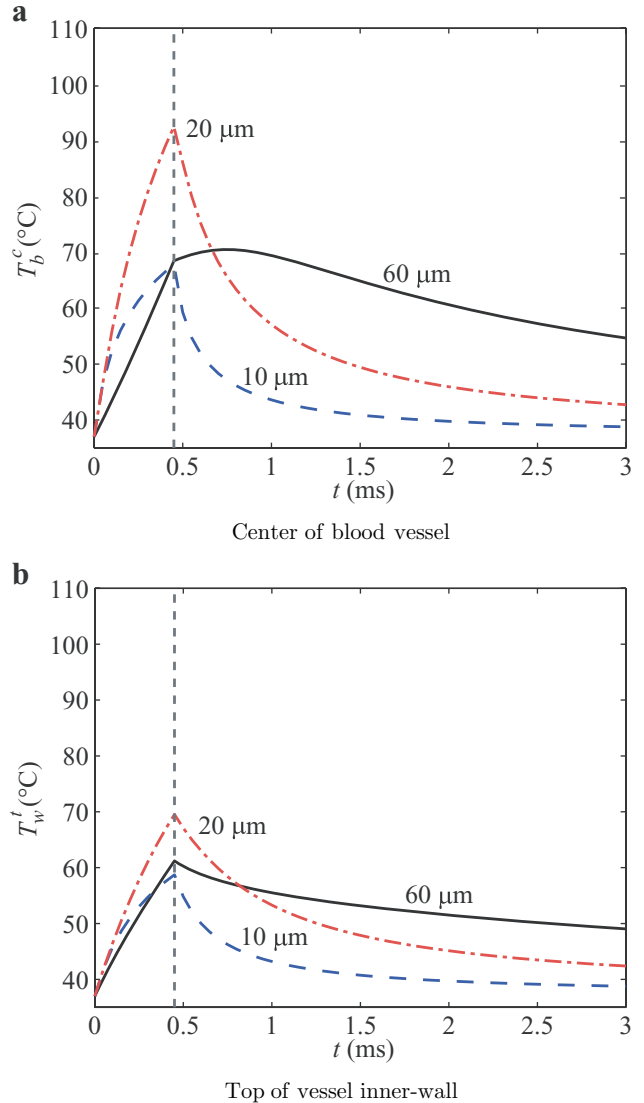 a
110
100
90
80
70
60
50
40
T_b^c (°C)
20 μm
60 μm
10 μm
0 0.5 1 1.5 2 2.5 3
t (ms)
Center of blood vessel
b
110
100
90
80
70
60
50
40
T_w^t (°C)
20 μm
60 μm
10 μm
0 0.5 1 1.5 2 2.5 3
t (ms)
Top of vessel inner-wall